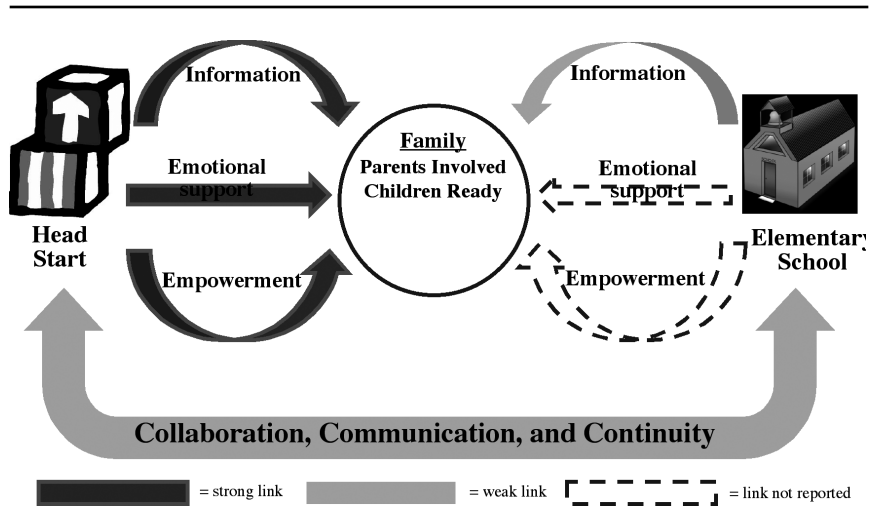 Information
Emotional
support
Empowerment
Head
Start
Family
Parents Involved
Children Ready
Information
Emotional
support
Empowerment
Elementary
School
Collaboration, Communication, and Continuity
= strong link
= weak link
= link not reported